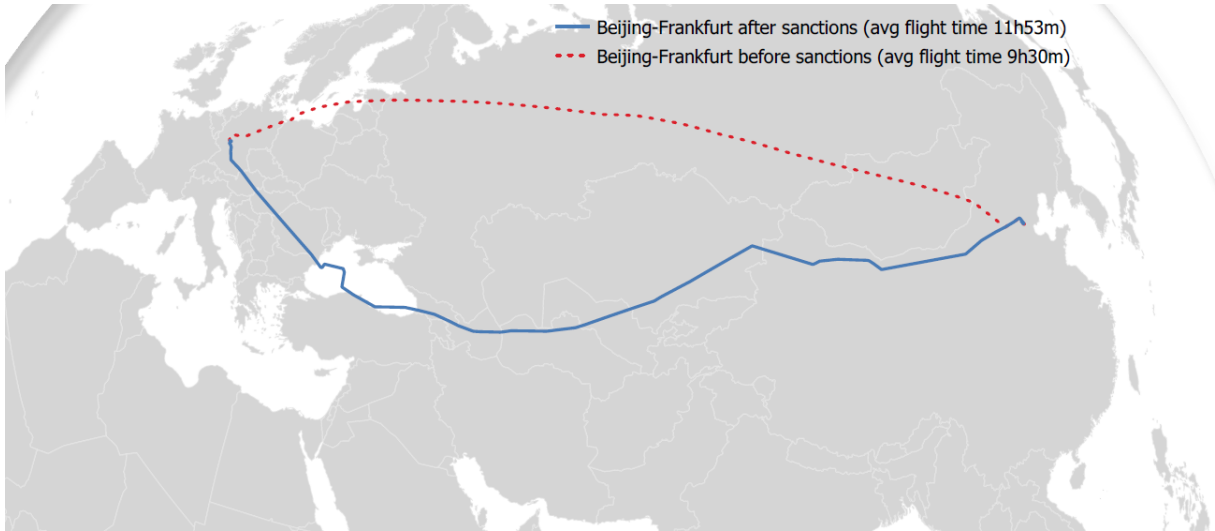 Beijing-Frankfurt after sanctions (avg flight time 11h53m)
Beijing-Frankfurt before sanctions (avg flight time 9h30m)